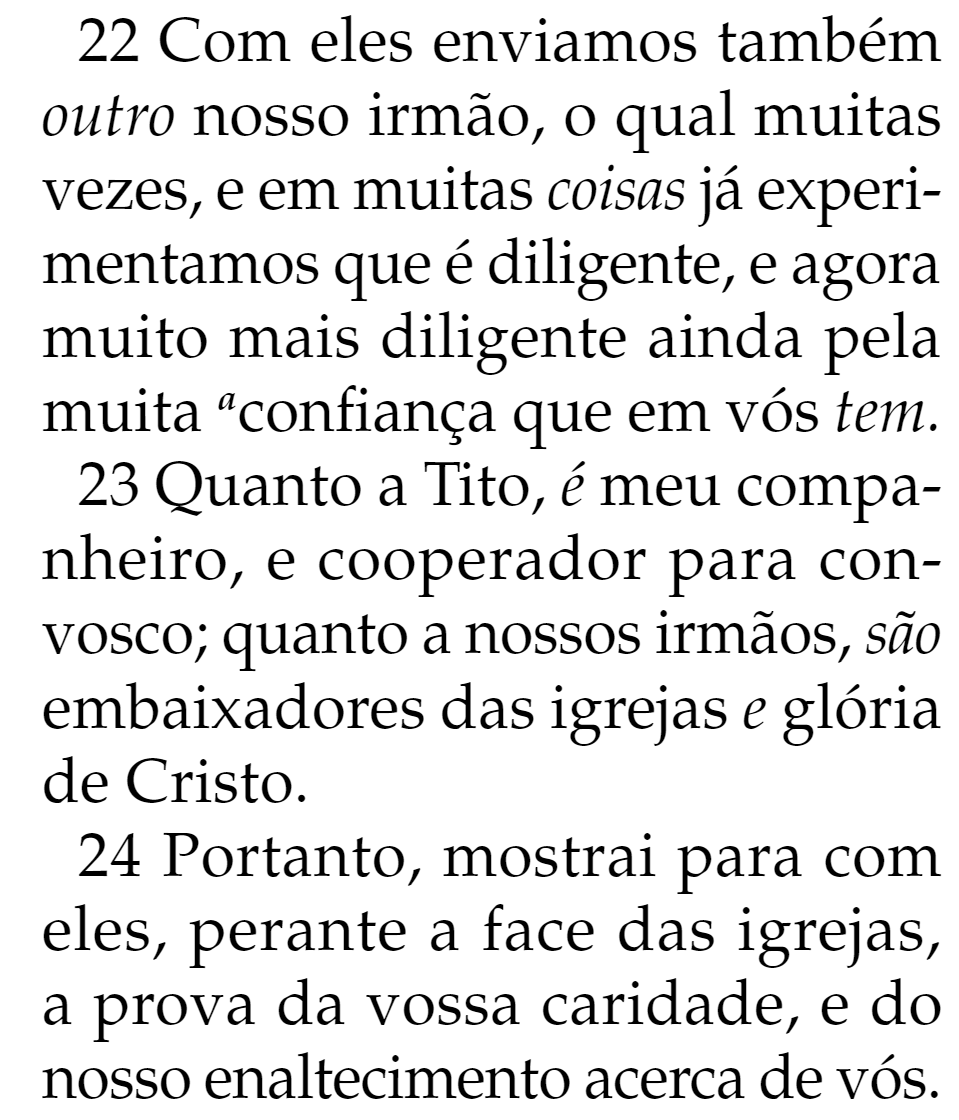 22 Com eles enviamos também
outro nosso irmão, o qual muitas
vezes, e em muitas coisas já experi-
mentamos que é diligente, e agora
muito mais diligente ainda pela
muita ᵃconfiança que em vós tem.
23 Quanto a Tito, é meu compa-
nheiro, e cooperador para con-
vosco; quanto a nossos irmãos, são
embaixadores das igrejas e glória
de Cristo.
24 Portanto, mostrai para com
eles, perante a face das igrejas,
a prova da vossa caridade, e do
nosso enaltecimento acerca de vós.